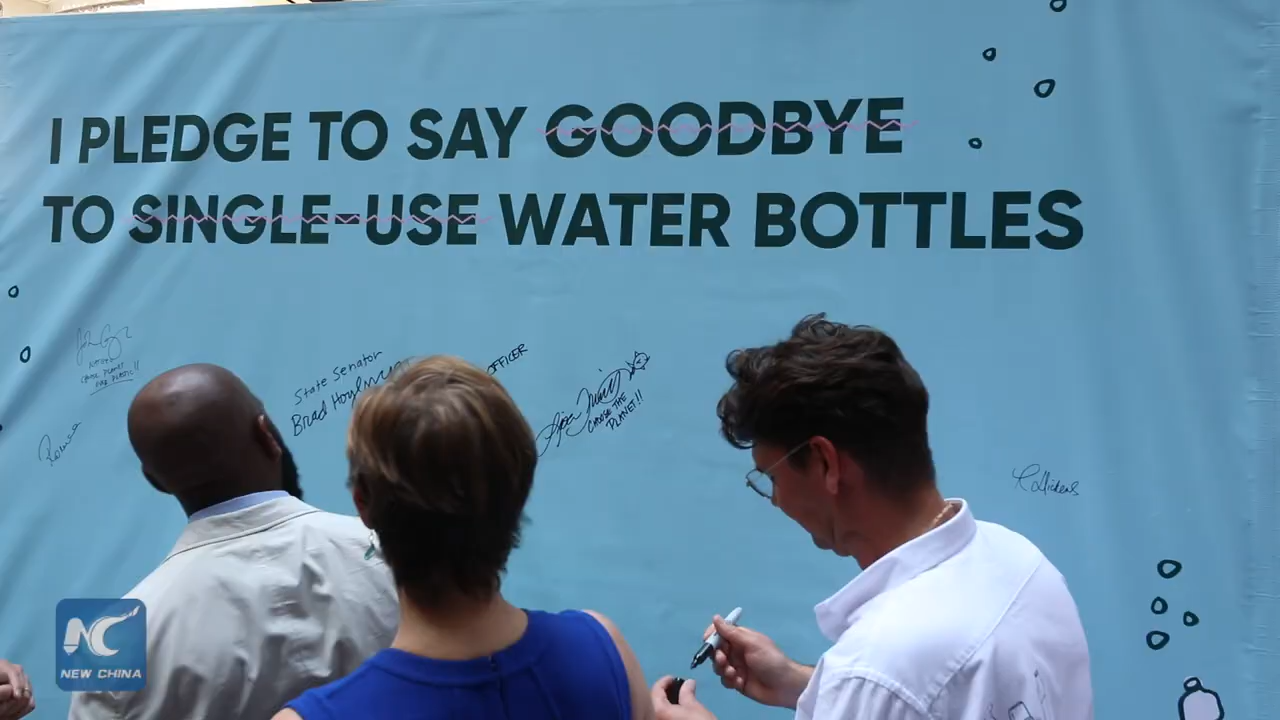 I PLEDGE TO SAY GOODBYE
TO SINGLE-USE WATER BOTTLES
State Senator
Brad Hoylman
OFFICER
CHOOSE THE
PLANET!!
NC
NEW CHINA